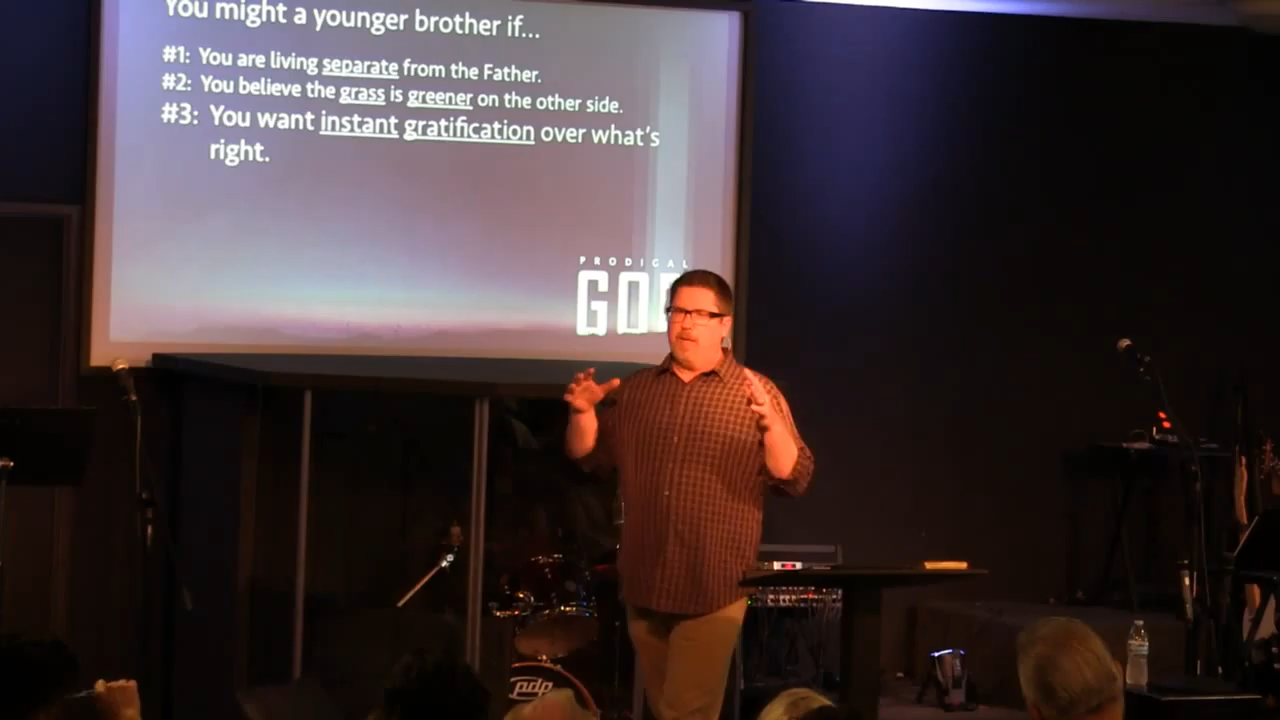 You might a younger brother if...
#1: You are living separate from the Father.
#2: You believe the grass is greener on the other side.
#3: You want instant gratification over what's
right.
PRODIGAL
GOD
pdp